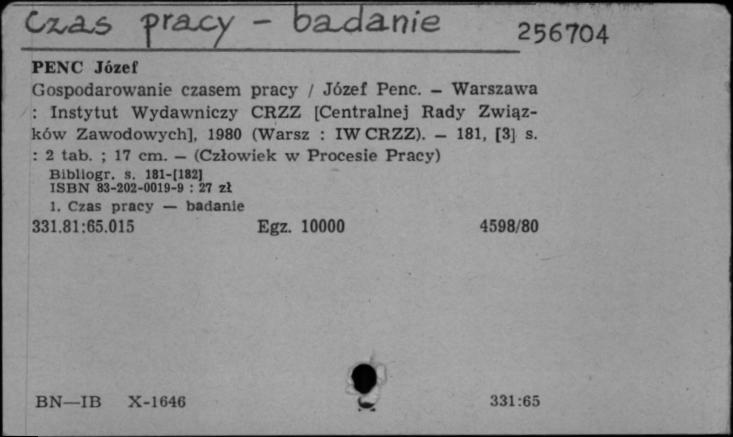 Czas pracy - badanie
256704
PENC Józef
Gospodarowanie czasem pracy / Józef Penc. — Warszawa
: Instytut Wydawniczy CRZZ [Centralnej Rady Związ-
ków Zawodowych], 1980 (Warsz : IW CRZZ). — 181, [3] s.
: 2 tab. ; 17 cm. — (Człowiek w Procesie Pracy)
Bibliogr. s. 181-[182]
ISBN 83-202-0019-9 : 27 zł
1. Czas pracy — badanie
331.81:65.015 Egz. 10000 4598/80
BN—IB X-1646 331:65